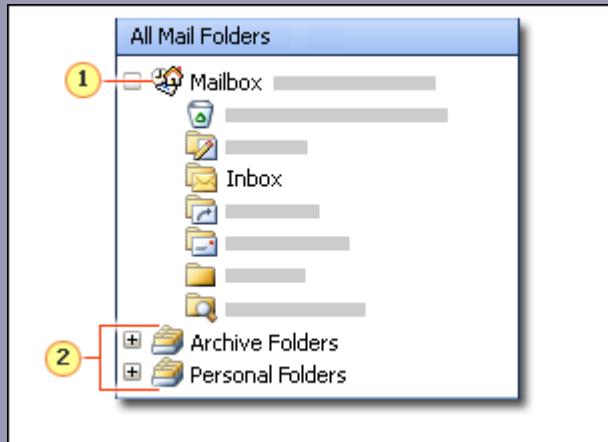 All Mail Folders
1
Mailbox
Inbox
2
Archive Folders
Personal Folders